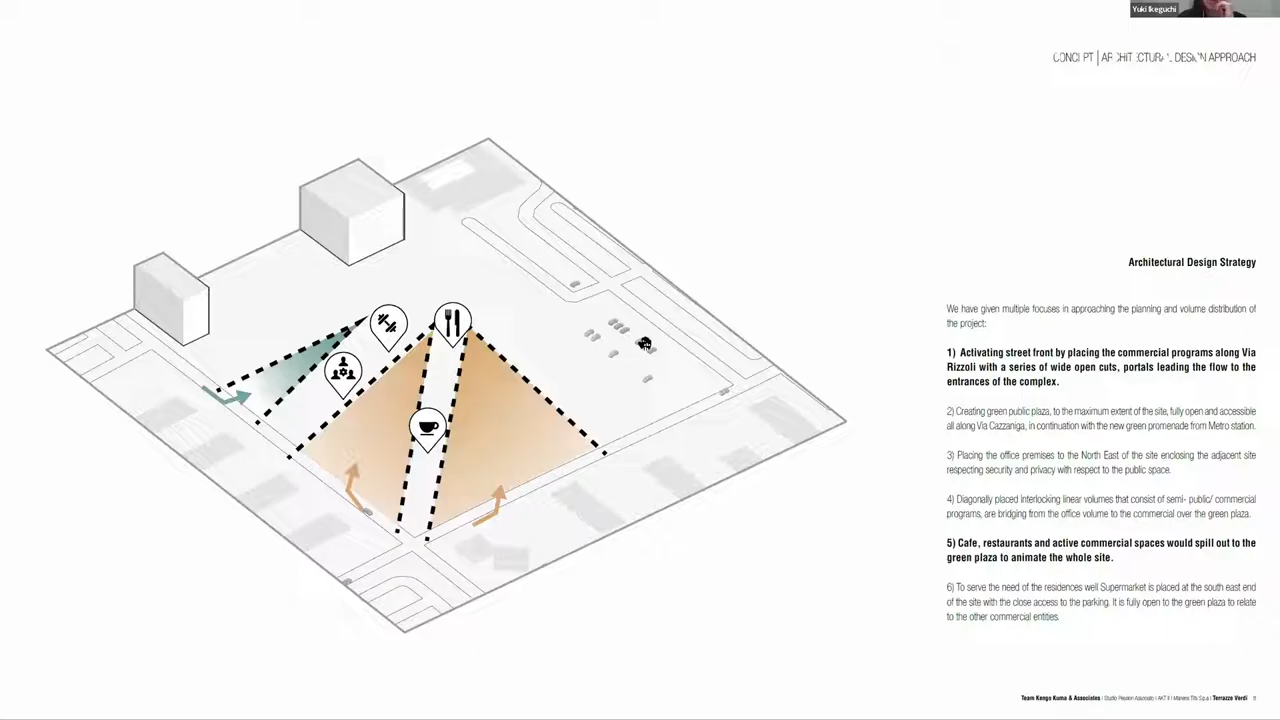 Yuki Ikeguchi
CONCEPT | ARCHITECTURAL DESIGN APPROACH
Architectural Design Strategy
We have given multiple focuses in approaching the planning and volume distribution of
the project:
1) Activating street front by placing the commercial programs along Via
Rizzoli with a series of wide open cuts, portals leading the flow to the
entrances of the complex.
2) Creating green public plaza, to the maximum extent of the site, fully open and accessible
all along Via Cazzaniga, in continuation with the new green promenade from Metro station.
3) Placing the office premises to the North East of the site enclosing the adjacent site
respecting security and privacy with respect to the public space.
4) Diagonally placed interlocking linear volumes that consist of semi- public/ commercial
programs, are bridging from the office volume to the commercial over the green plaza.
5) Cafe, restaurants and active commercial spaces would spill out to the
green plaza to animate the whole site.
6) To serve the need of the residences well Supermarket is placed at the south east end
of the site with the close access to the parking. It is fully open to the green plaza to relate
to the other commercial entities.
Team Kengo Kuma & Associates | Studio Pession Associato | AKT II | Manens Tifs S.p.a | Terrazze Verdi